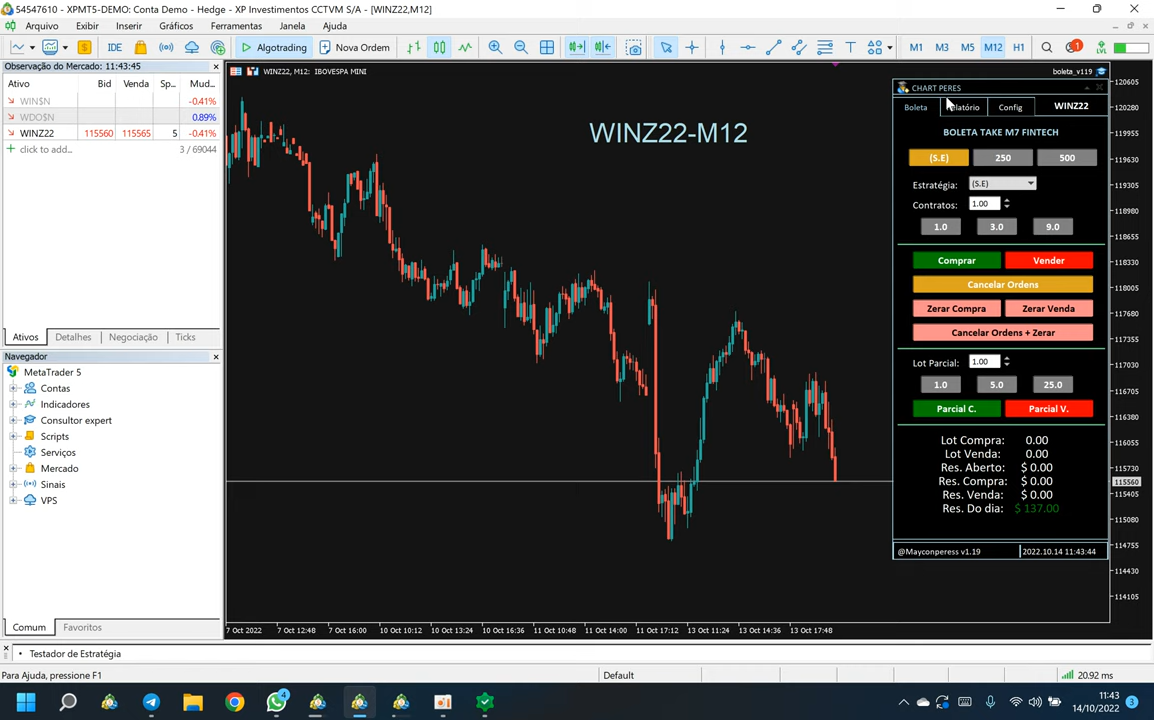 54547610 - XPMT5-DEMO: Conta Demo - Hedge - XP Investimentos CCTVM S/A - [WINZ22,M12]
Arquivo Exibir Inserir Gráficos Ferramentas Janela Ajuda
IDE Algotrading Nova Ordem M1 M3 M5 M12 H1 1 LVL
Observação do Mercado: 11:43:45
Ativo Bid Venda Sp... Mud...
WIN$N -0.41%
WDO$N 0.89%
WINZ22 115560 115565 5 -0.41%
click to add... 3 / 69044
Ativos Detalhes Negociação Ticks
Navegador
MetaTrader 5
Contas
Indicadores
Consultor expert
Scripts
Serviços
Mercado
Sinais
VPS
Comum Favoritos
WINZ22, M12: IBOVESPA MINI
boleta_v119
WINZ22-M12
CHART PERES
Boleta Relatório Config WINZ22
BOLETA TAKE M7 FINTECH
(S.E) 250 500
Estratégia: (S.E)
Contratos: 1.00
1.0 3.0 9.0
Comprar Vender
Cancelar Ordens
Zerar Compra Zerar Venda
Cancelar Ordens + Zerar
Lot Parcial: 1.00
1.0 5.0 25.0
Parcial C. Parcial V.
Lot Compra: 0.00
Lot Venda: 0.00
Res. Aberto: $ 0.00
Res. Compra: $ 0.00
Res. Venda: $ 0.00
Res. Do dia: $ 137.00
@Mayconperess v1.19 2022.10.14 11:43:44
120605
120280
119955
119630
119305
118980
118655
118330
118005
117680
117355
117030
116705
116380
116055
115730
115560
115405
115080
114755
114430
114105
7 Oct 2022 7 Oct 12:48 7 Oct 16:00 10 Oct 10:12 10 Oct 13:24 10 Oct 16:36 11 Oct 10:48 11 Oct 14:00 11 Oct 17:12 13 Oct 11:24 13 Oct 14:36 13 Oct 17:48
Testador de Estratégia
Para Ajuda, pressione F1 Default 20.92 ms
4
11:43
14/10/2022
3